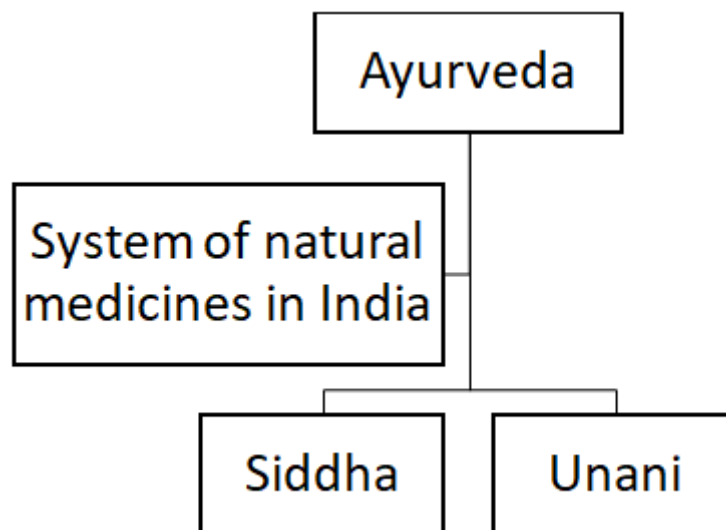 Ayurveda
System of natural
medicines in India
Siddha
Unani